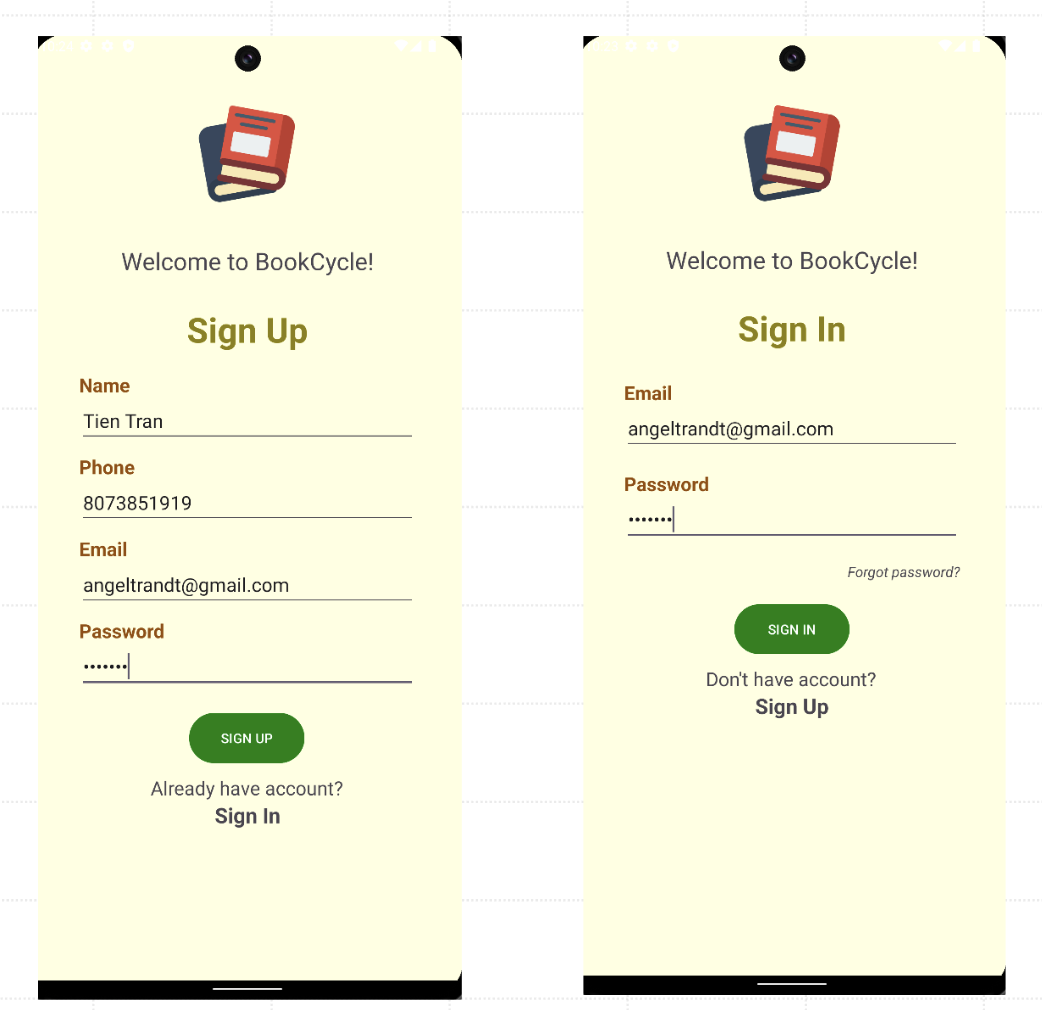 Welcome to BookCycle!
Sign Up
Name
Tien Tran
Phone
8073851919
Email
angeltrandt@gmail.com
Password
•••••••
SIGN UP
Already have account?
Sign In
Welcome to BookCycle!
Sign In
Email
angeltrandt@gmail.com
Password
•••••••
Forgot password?
SIGN IN
Don't have account?
Sign Up